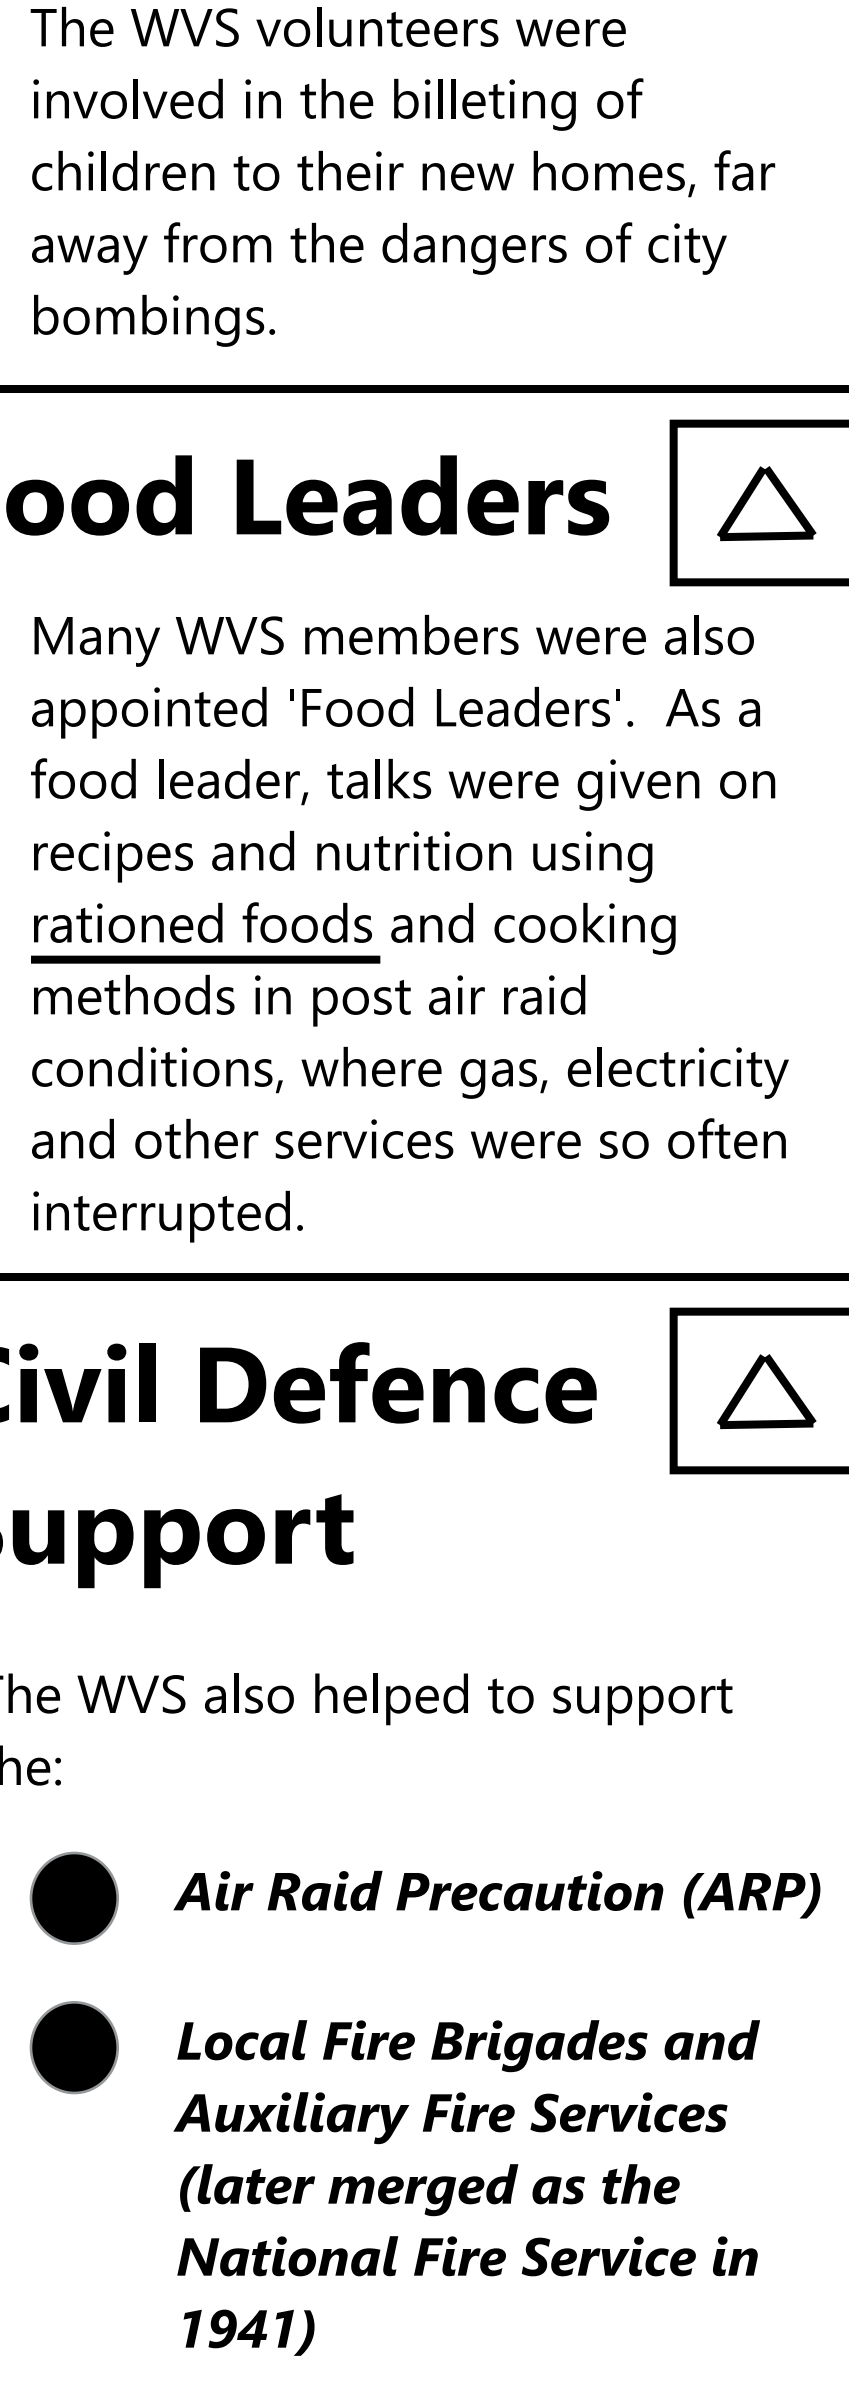 The WVS volunteers were
involved in the billeting of
children to their new homes, far
away from the dangers of city
bombings.
ood Leaders
Many WVS members were also
appointed 'Food Leaders'.  As a
food leader, talks were given on
recipes and nutrition using
rationed foods and cooking
methods in post air raid
conditions, where gas, electricity
and other services were so often
interrupted.
Civil Defence
Support
The WVS also helped to support
the:
Air Raid Precaution (ARP)
Local Fire Brigades and
Auxiliary Fire Services
(later merged as the
National Fire Service in
1941)